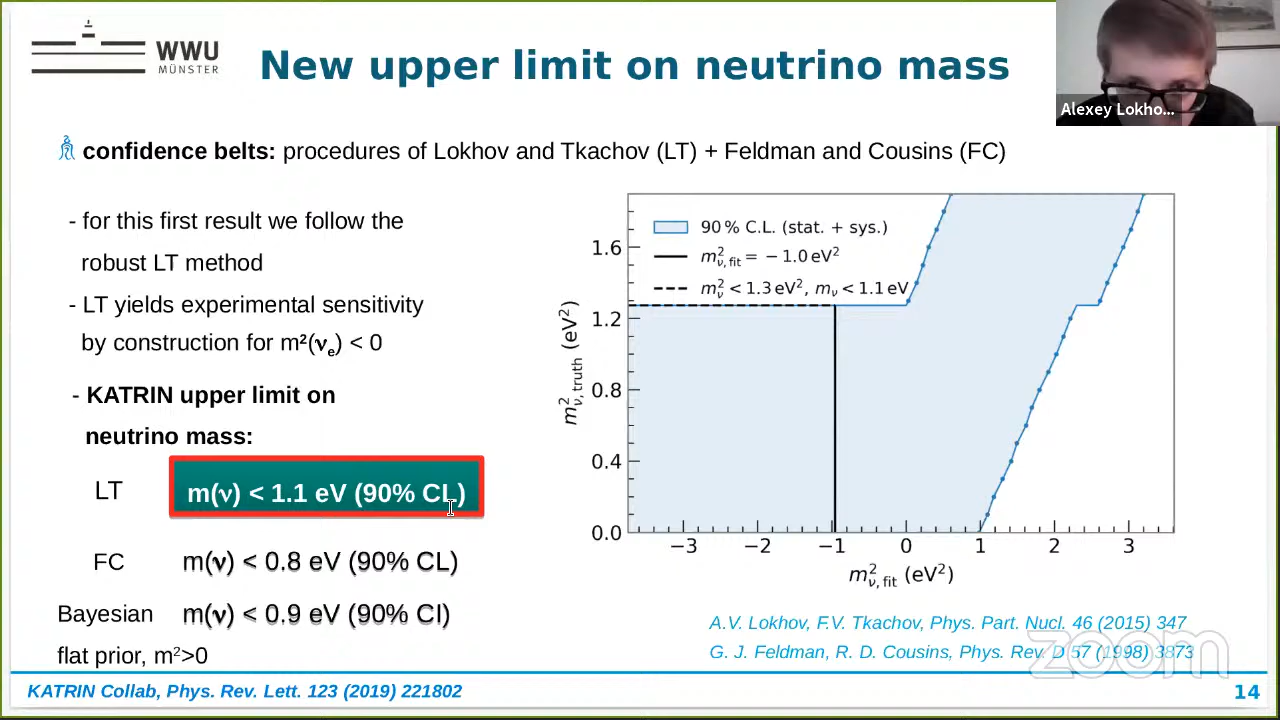 WWU
MÜNSTER
New upper limit on neutrino mass
Alexey Lokho...
confidence belts: procedures of Lokhov and Tkachov (LT) + Feldman and Cousins (FC)
- for this first result we follow the
robust LT method
- LT yields experimental sensitivity
by construction for m²(νe) < 0
- KATRIN upper limit on
neutrino mass:
LT m(ν) < 1.1 eV (90% CL)
FC m(ν) < 0.8 eV (90% CL)
Bayesian m(ν) < 0.9 eV (90% CI)
flat prior, m²>0
90 % C.L. (stat. + sys.)
m²ν, fit = −1.0 eV²
m²ν < 1.3 eV², mν < 1.1 eV
m²ν, truth (eV²)
1.6
1.2
0.8
0.4
0.0
−3 −2 −1 0 1 2 3
m²ν, fit (eV²)
A.V. Lokhov, F.V. Tkachov, Phys. Part. Nucl. 46 (2015) 347
G. J. Feldman, R. D. Cousins, Phys. Rev. D 57 (1998) 3873
zoom
KATRIN Collab, Phys. Rev. Lett. 123 (2019) 221802
14